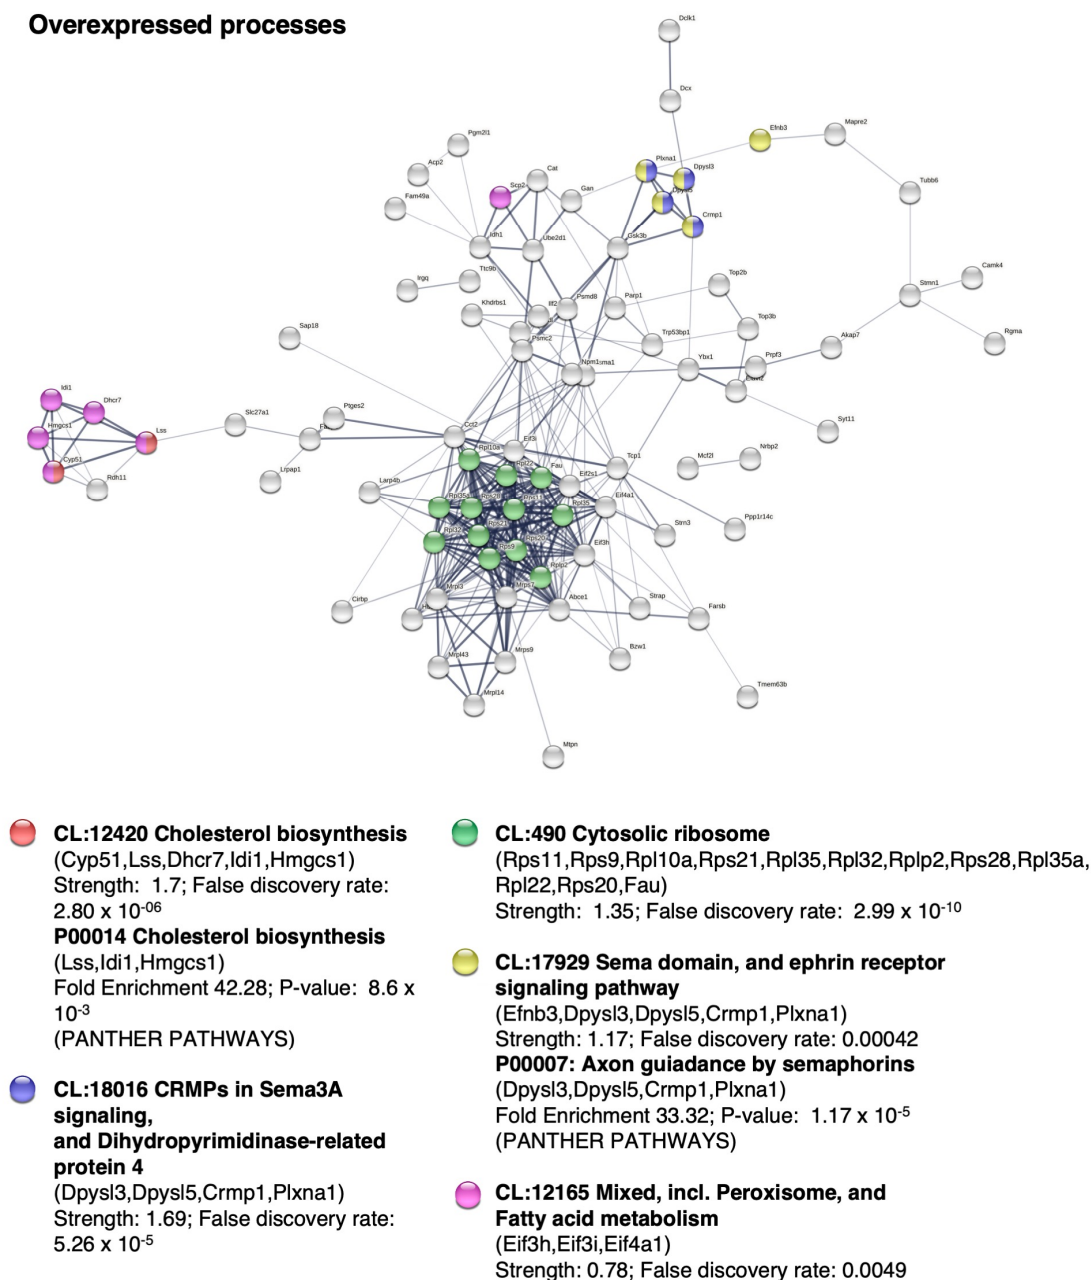 Overexpressed processes
Dclk1
Dcx
Efnb3
Mapre2
Pgm2l1
Plxna1
Dpysl3
Acp2
Cat
Scp2
Gan
Tubb6
Fam49a
Crmp1
Idh1
Ube2d1
Gsk3b
Ttc9b
Top2b
Camk4
Irgq
Stmn1
Khdrbs1
Psmd8
Parp1
Top3b
Sap18
Trp53bp1
Akap7
Rgma
Psmc2
Npm1
Ybx1
Prpf3
Idi1
Dhcr7
Slc27a1
Ptges2
Syt11
Hmgcs1
Lss
Cct2
Eif3i
Nrbp2
Cyp51
Rpl10a
Rpl22
Fau
Tcp1
Mcf2l
Rdh11
Lrpap1
Larp4b
Eif2s1
Rpl35a
Rps28
Rps11
Rpl35
Eif4a1
Ppp1r14c
Rpl32
Rps21
Strn3
Rps9
Rps20
Eif3h
Rplp2
Mrpl3
Mrps7
Cirbp
Abce1
Strap
Farsb
Mrpl43
Mrps9
Bzw1
Mrpl14
Tmem63b
Mtpn
CL:12420 Cholesterol biosynthesis
(Cyp51,Lss,Dhcr7,Idi1,Hmgcs1)
Strength:  1.7; False discovery rate:
2.80 x 10-06
P00014 Cholesterol biosynthesis
(Lss,Idi1,Hmgcs1)
Fold Enrichment 42.28; P-value:  8.6 x
10-3
(PANTHER PATHWAYS)
CL:18016 CRMPs in Sema3A
signaling,
and Dihydropyrimidinase-related
protein 4
(Dpysl3,Dpysl5,Crmp1,Plxna1)
Strength: 1.69; False discovery rate:
5.26 x 10-5
CL:490 Cytosolic ribosome
(Rps11,Rps9,Rpl10a,Rps21,Rpl35,Rpl32,Rplp2,Rps28,Rpl35a,
Rpl22,Rps20,Fau)
Strength:  1.35; False discovery rate:  2.99 x 10-10
CL:17929 Sema domain, and ephrin receptor
signaling pathway
(Efnb3,Dpysl3,Dpysl5,Crmp1,Plxna1)
Strength: 1.17; False discovery rate: 0.00042
P00007: Axon guiadance by semaphorins
(Dpysl3,Dpysl5,Crmp1,Plxna1)
Fold Enrichment 33.32; P-value:  1.17 x 10-5
(PANTHER PATHWAYS)
CL:12165 Mixed, incl. Peroxisome, and
Fatty acid metabolism
(Eif3h,Eif3i,Eif4a1)
Strength: 0.78; False discovery rate: 0.0049